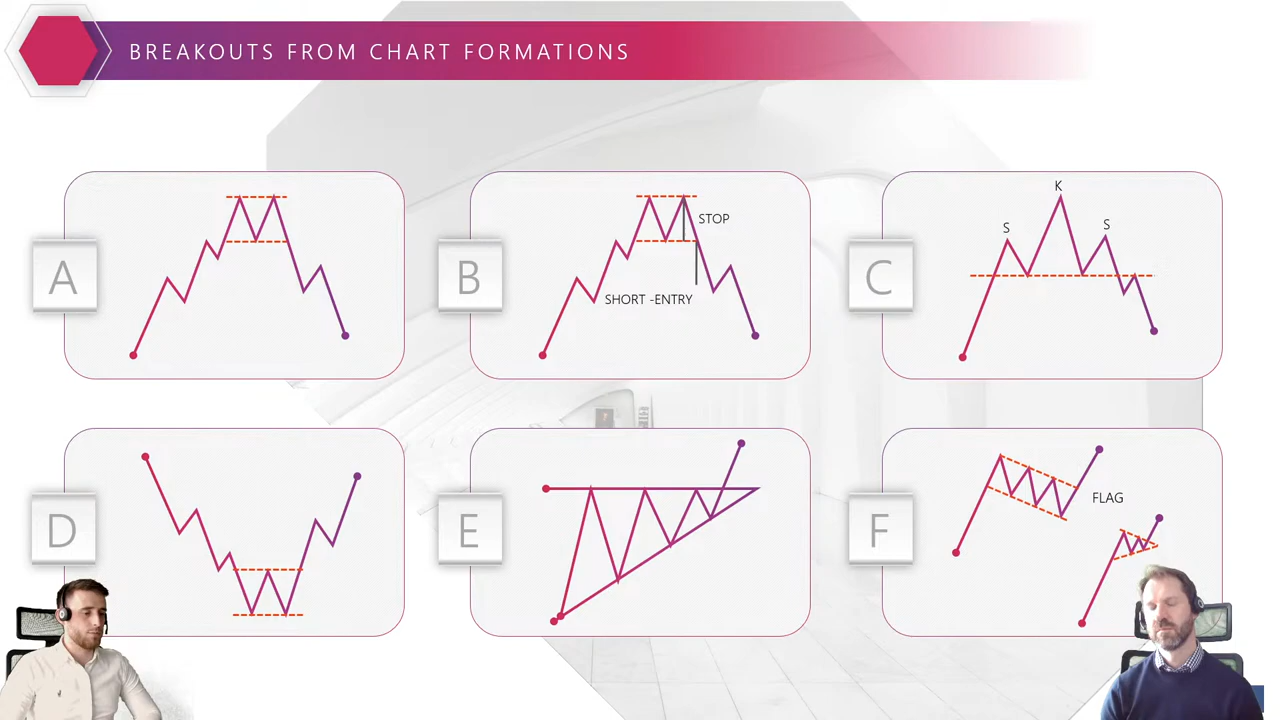 BREAKOUTS FROM CHART FORMATIONS
A
B
STOP
SHORT -ENTRY
C
S
K
S
D
E
F
FLAG